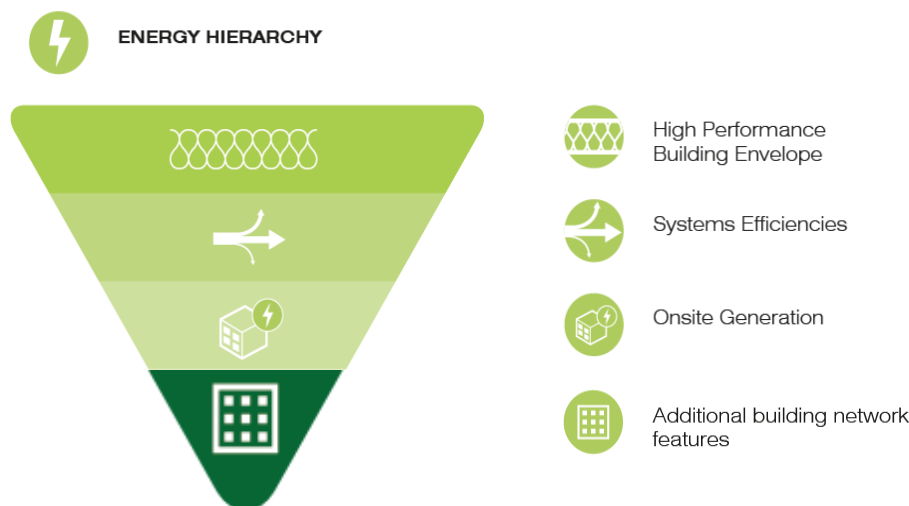 ENERGY HIERARCHY
High Performance
Building Envelope
Systems Efficiencies
Onsite Generation
Additional building network
features